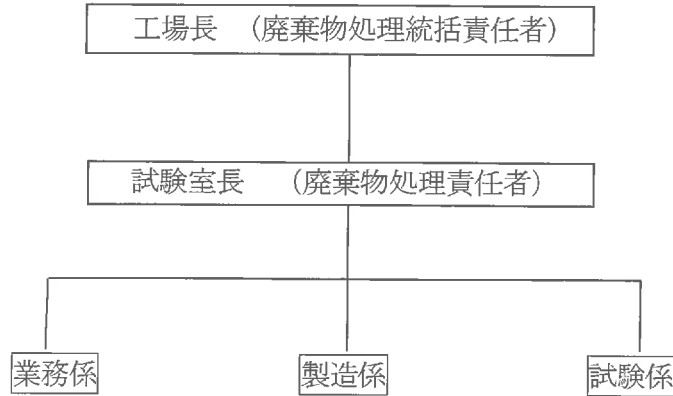 工場長　（廃棄物処理統括責任者）
試験室長　（廃棄物処理責任者）
業務係　製造係　試験係